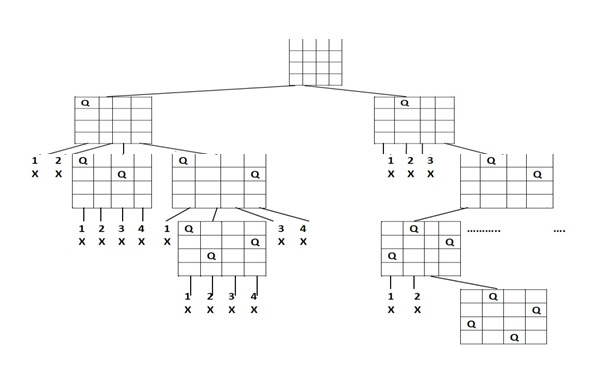 Q Q
1 2 Q Q 1 2 3 Q
X X Q Q X X X Q
1 2 3 4 1 Q 3 4 Q ........... ....
X X X X X Q X X Q
Q Q
1 2 3 4 1 2 Q
X X X X X X Q
Q
Q